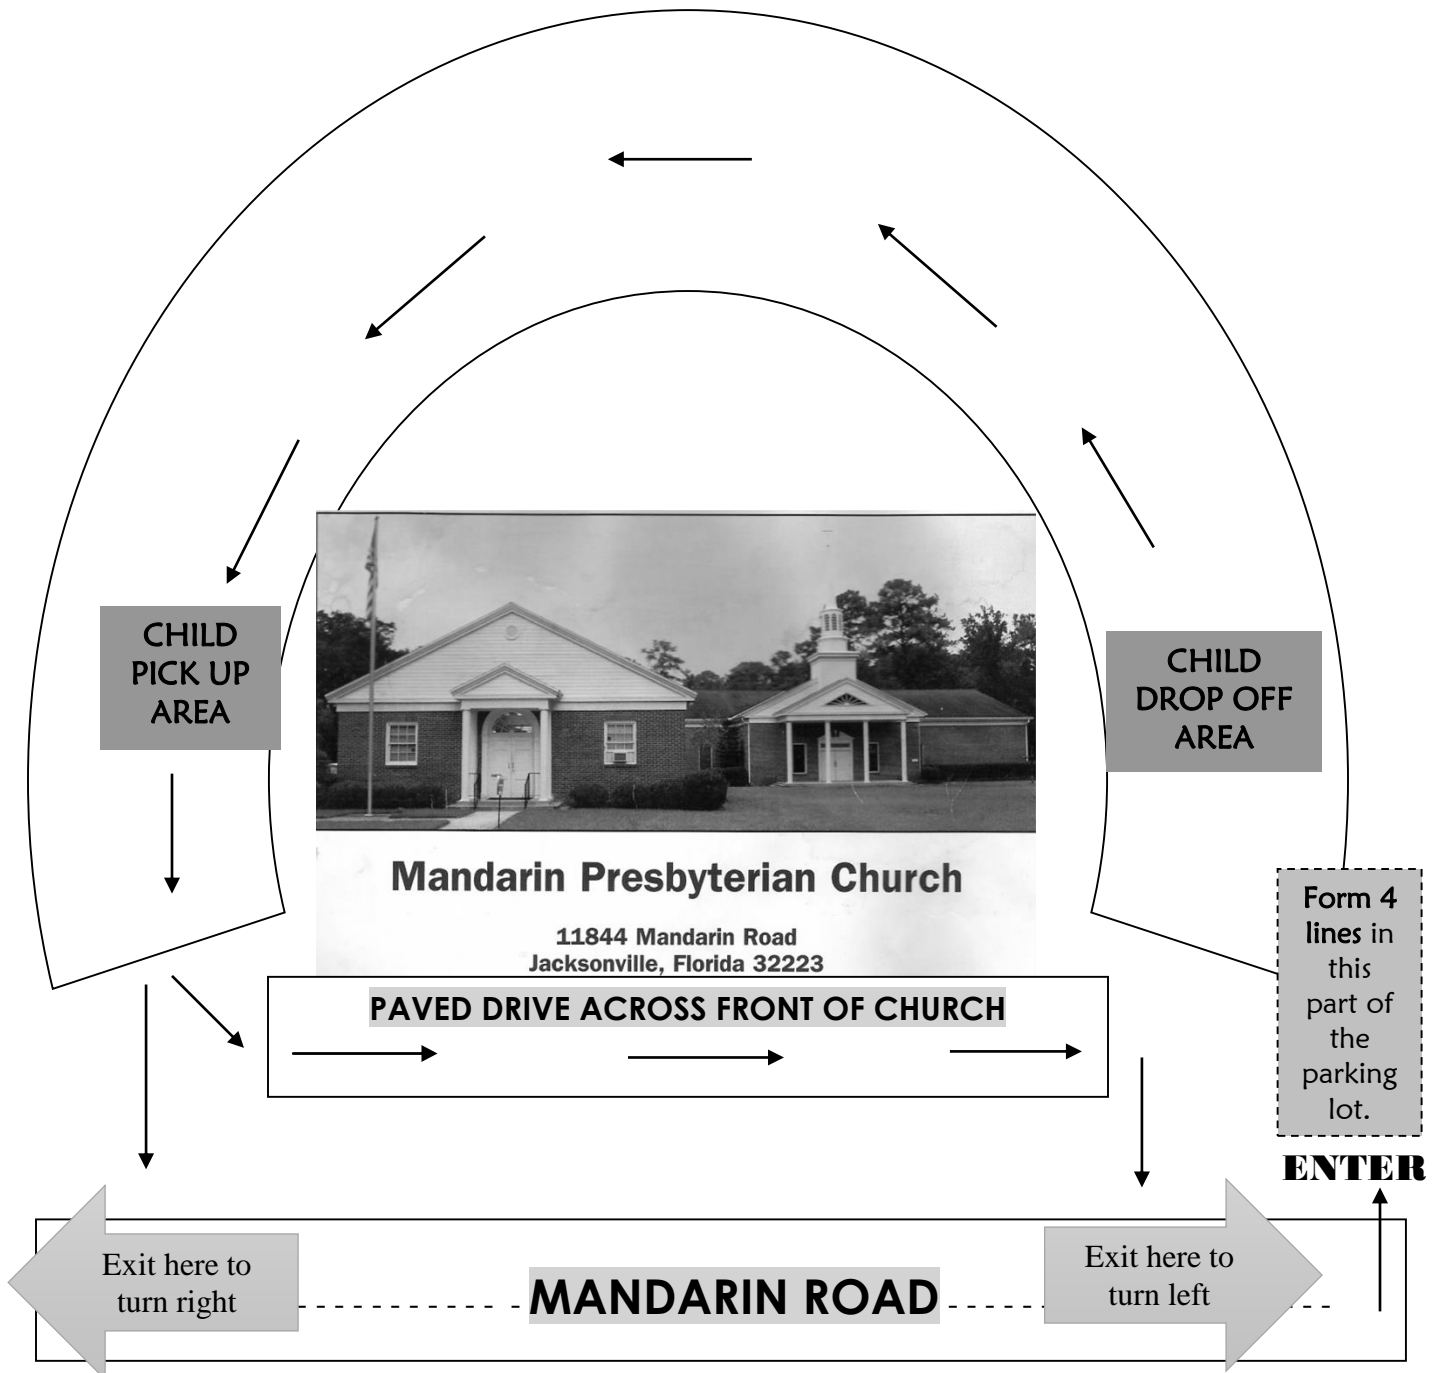 CHILD
PICK UP
AREA
CHILD
DROP OFF
AREA
Mandarin Presbyterian Church
11844 Mandarin Road
Jacksonville, Florida 32223
PAVED DRIVE ACROSS FRONT OF CHURCH
Form 4
lines in
this
part of
the
parking
lot.
ENTER
Exit here to
turn right
MANDARIN ROAD
Exit here to
turn left